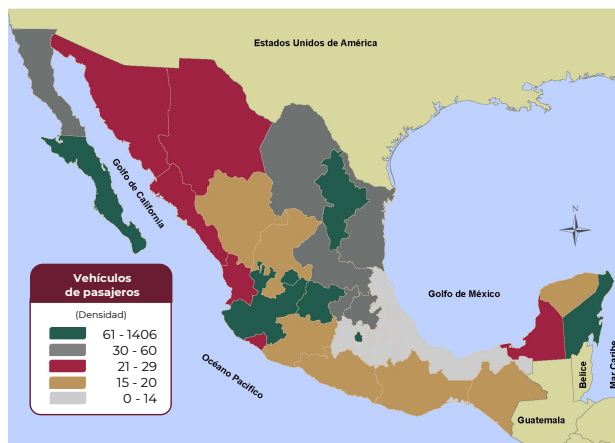 Estados Unidos de América
Golfo de California
N
Vehículos
de pasajeros
(Densidad)
61 - 1406
30 - 60
21 - 29
15 - 20
0 - 14
Golfo de México
Océano Pacífico
Mar Caribe
Belice
Guatemala